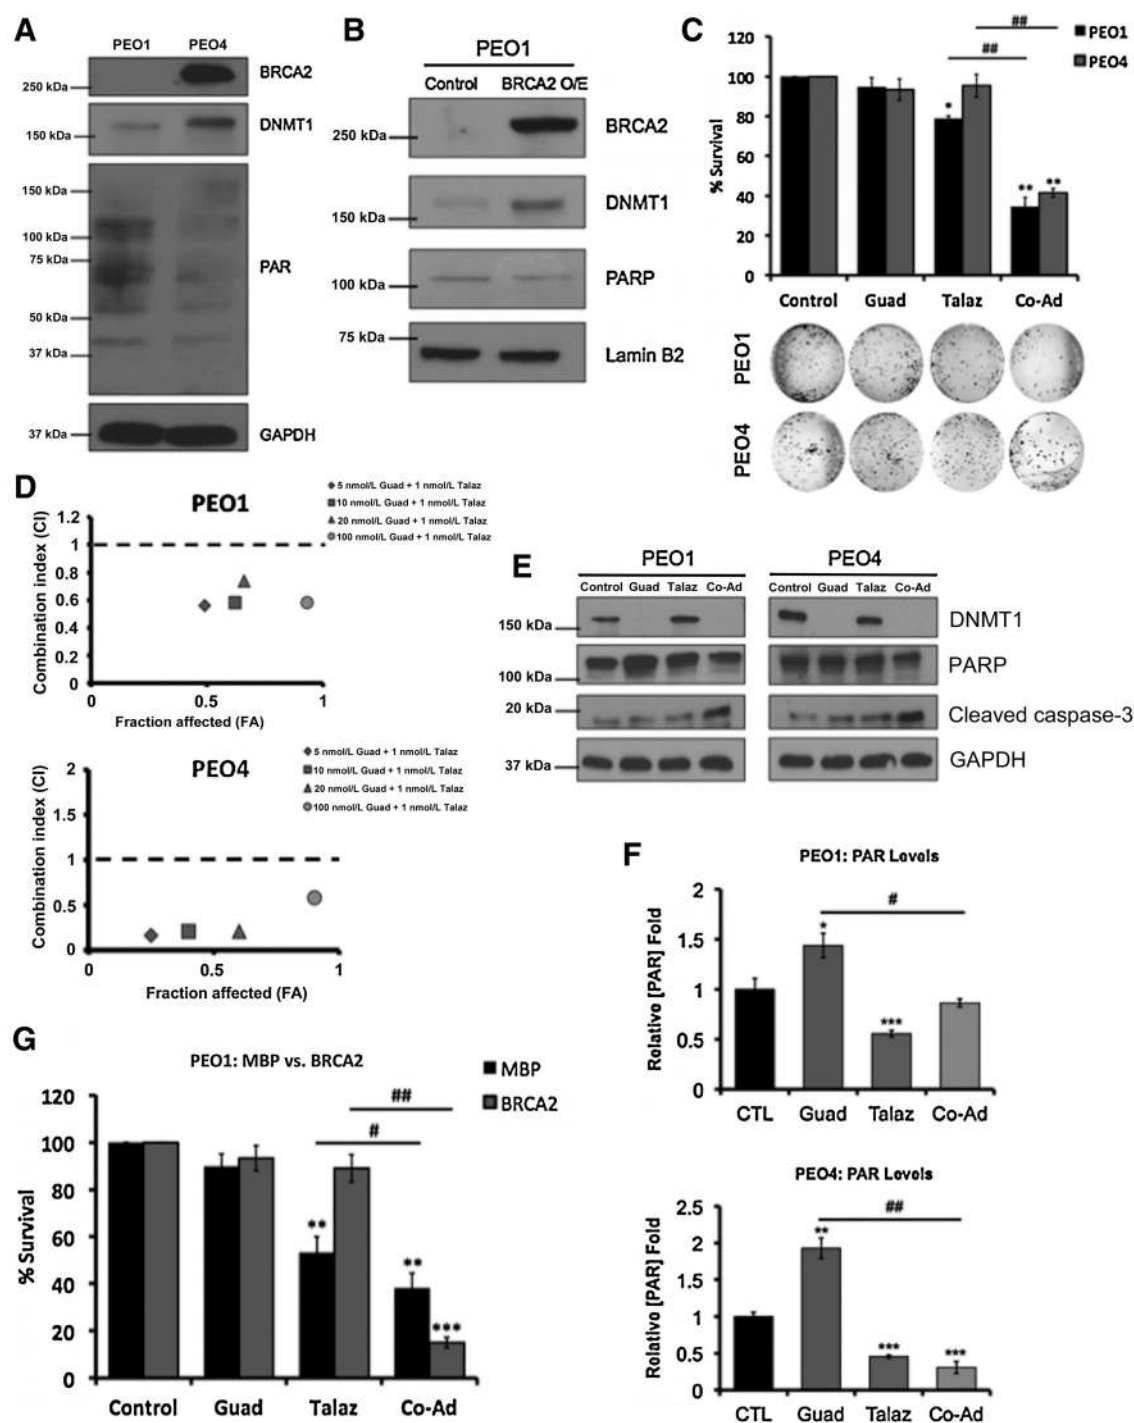 A
PEO1 PEO4
250 kDa BRCA2
150 kDa DNMT1
150 kDa
100 kDa
75 kDa
PAR
50 kDa
37 kDa
37 kDa GAPDH
B
PEO1
Control BRCA2 O/E
250 kDa BRCA2
150 kDa DNMT1
100 kDa PARP
75 kDa
Lamin B2
C
PEO1
PEO4
##
##
% Survival
120
100
80
60
40
20
0
*
** **
Control Guad Talaz Co-Ad
PEO1
PEO4
D
PEO1
5 nmol/L Guad + 1 nmol/L Talaz
10 nmol/L Guad + 1 nmol/L Talaz
20 nmol/L Guad + 1 nmol/L Talaz
100 nmol/L Guad + 1 nmol/L Talaz
Combination index (CI)
1.2
1
0.8
0.6
0.4
0.2
0
0 0.5 1
Fraction affected (FA)
PEO4
5 nmol/L Guad + 1 nmol/L Talaz
10 nmol/L Guad + 1 nmol/L Talaz
20 nmol/L Guad + 1 nmol/L Talaz
100 nmol/L Guad + 1 nmol/L Talaz
Combination index (CI)
2
1.5
1
0.5
0
0 0.5 1
Fraction affected (FA)
E
PEO1 PEO4
Control Guad Talaz Co-Ad Control Guad Talaz Co-Ad
150 kDa DNMT1
100 kDa PARP
20 kDa Cleaved caspase-3
37 kDa GAPDH
F
PEO1: PAR Levels
Relative [PAR] Fold
2
1.5
1
0.5
0
#
*
***
CTL Guad Talaz Co-Ad
PEO4: PAR Levels
Relative [PAR] Fold
2.5
2
1.5
1
0.5
0
##
**
*** ***
CTL Guad Talaz Co-Ad
G
PEO1: MBP vs. BRCA2
MBP
BRCA2
% Survival
120
100
80
60
40
20
0
##
#
** **
***
Control Guad Talaz Co-Ad